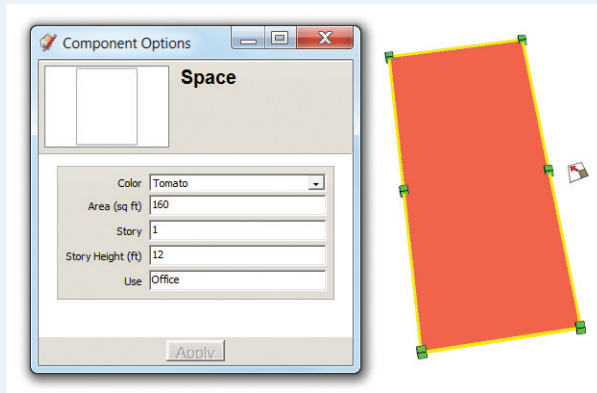 Component Options
Space
Color Tomato
Area (sq ft) 160
Story 1
Story Height (ft) 12
Use Office
Apply